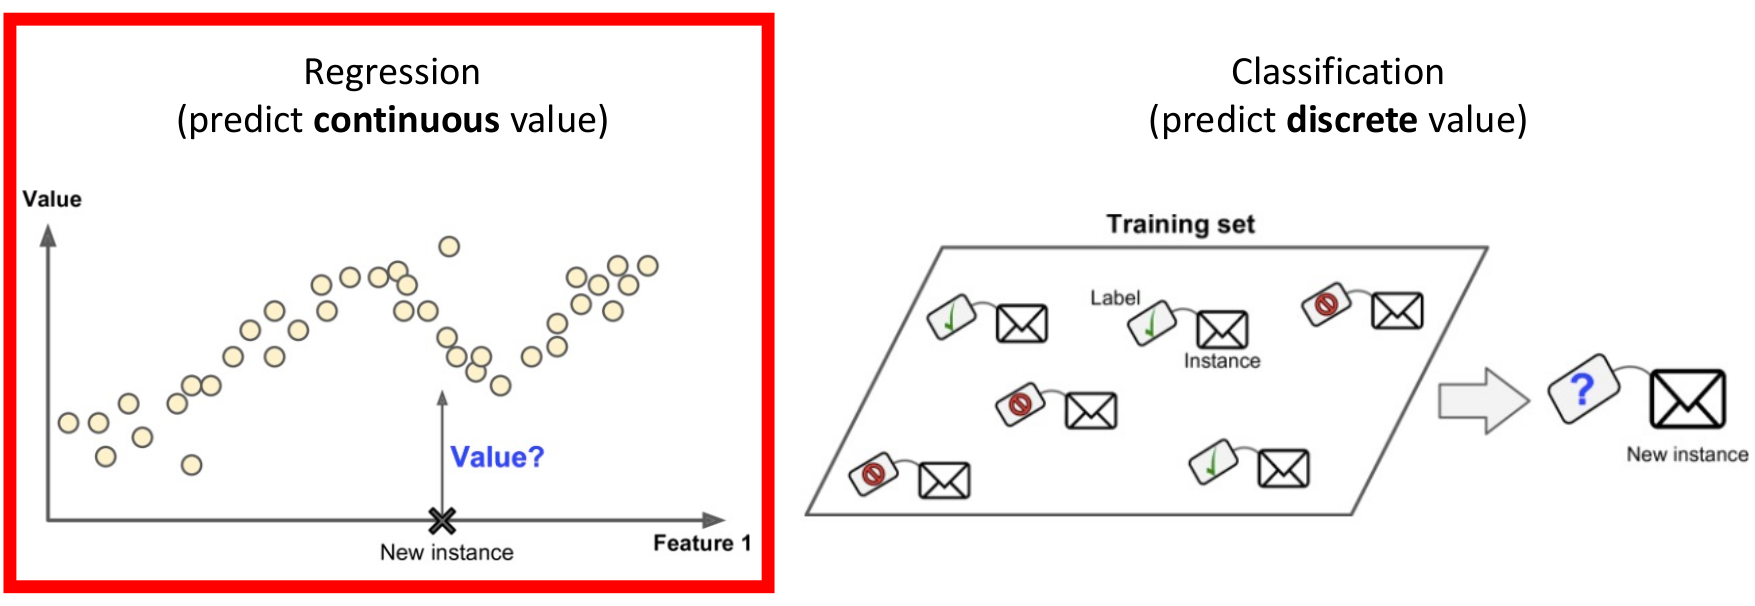 Regression
(predict continuous value)
Value
Value?
New instance
Feature 1
Classification
(predict discrete value)
Training set
Label
Instance
?
New instance